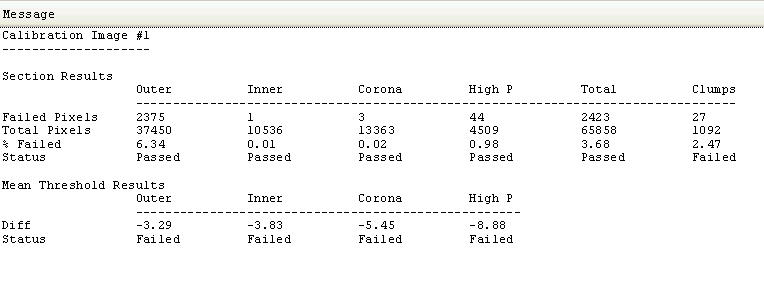 Message
Calibration Image #1
--------------------
Section Results
Outer Inner Corona High P Total Clumps
---------------------------------------------------------------------------------
Failed Pixels 2375 1 3 44 2423 27
Total Pixels 37450 10536 13363 4509 65858 1092
% Failed 6.34 0.01 0.02 0.98 3.68 2.47
Status Passed Passed Passed Passed Passed Failed
Mean Threshold Results
Outer Inner Corona High P
----------------------------------------------------
Diff -3.29 -3.83 -5.45 -8.88
Status Failed Failed Failed Failed